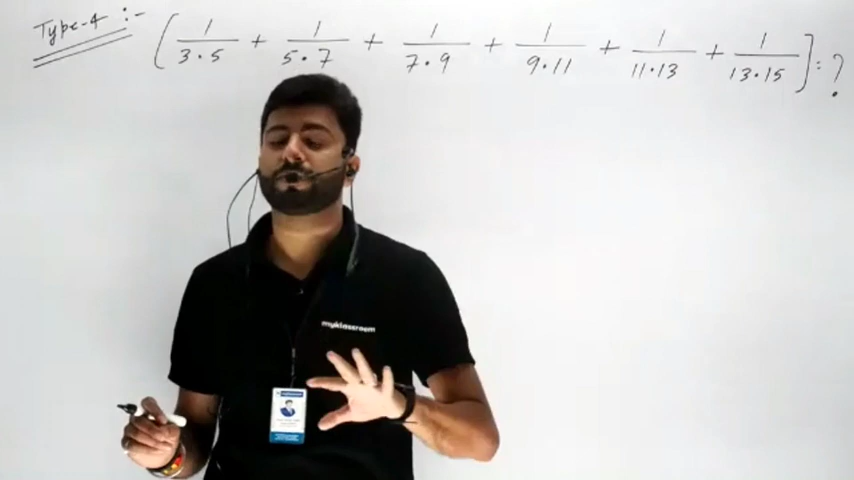 Type-4 :- [ 1/3·5 + 1/5·7 + 1/7·9 + 1/9·11 + 1/11·13 + 1/13·15 ] = ?
myklassroom